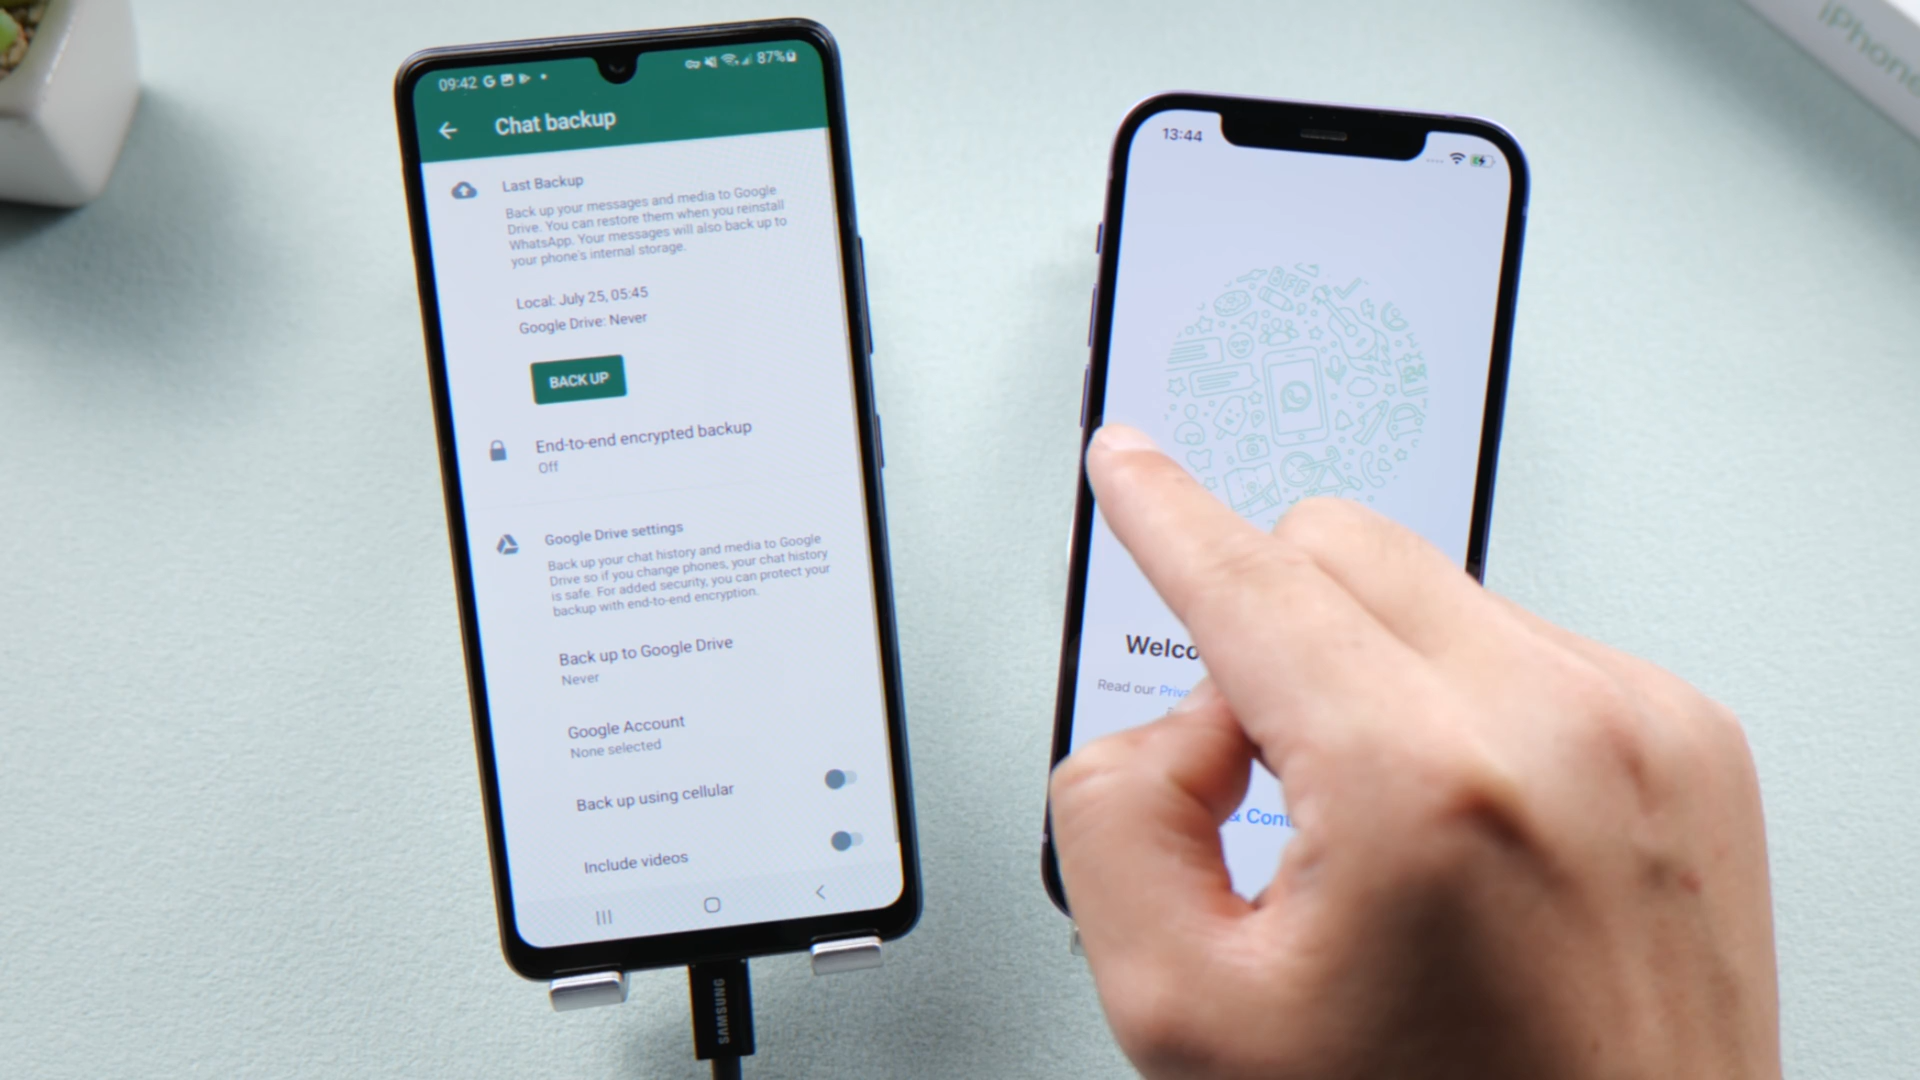 09:42
87%
Chat backup
Last Backup
Back up your messages and media to Google
Drive. You can restore them when you reinstall
WhatsApp. Your messages will also back up to
your phone's internal storage.
Local: July 25, 05:45
Google Drive: Never
BACK UP
End-to-end encrypted backup
Off
Google Drive settings
Back up your chat history and media to Google
Drive so if you change phones, your chat history
is safe. For added security, you can protect your
backup with end-to-end encryption.
Back up to Google Drive
Never
Google Account
None selected
Back up using cellular
Include videos
SAMSUNG
13:44
BFF
24
Welco
Read our Priva
& Cont
iPhone